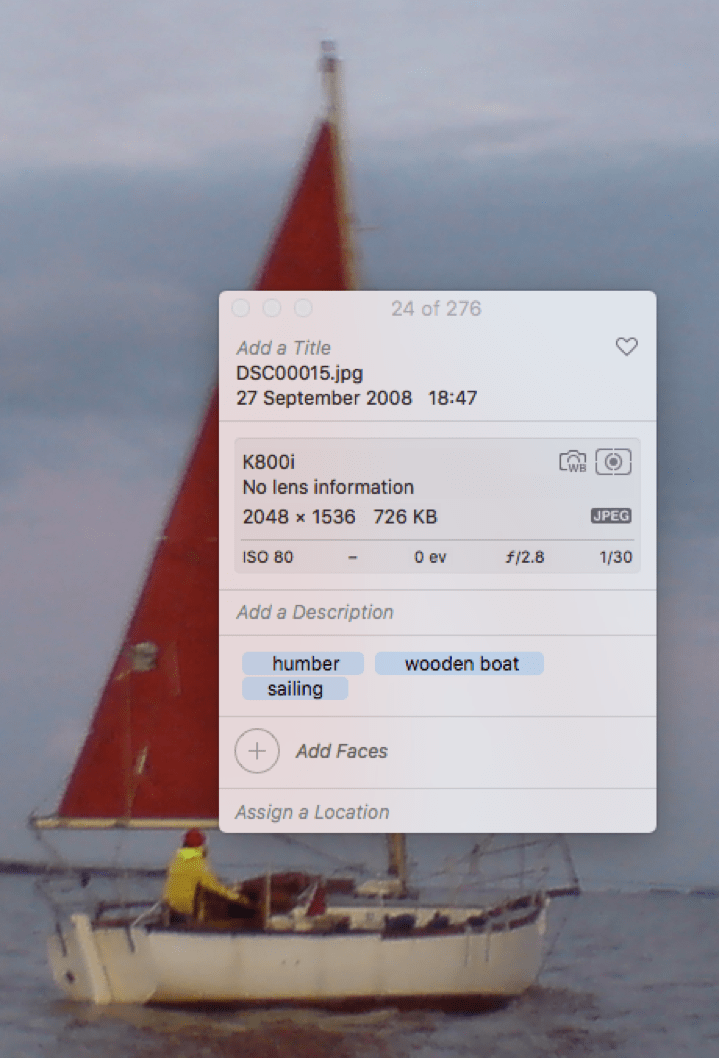 24 of 276
Add a Title
DSC00015.jpg
27 September 2008 18:47
K800i
WB
No lens information
2048 × 1536 726 KB
JPEG
ISO 80 – 0 ev ƒ/2.8 1/30
Add a Description
humber wooden boat
sailing
Add Faces
Assign a Location